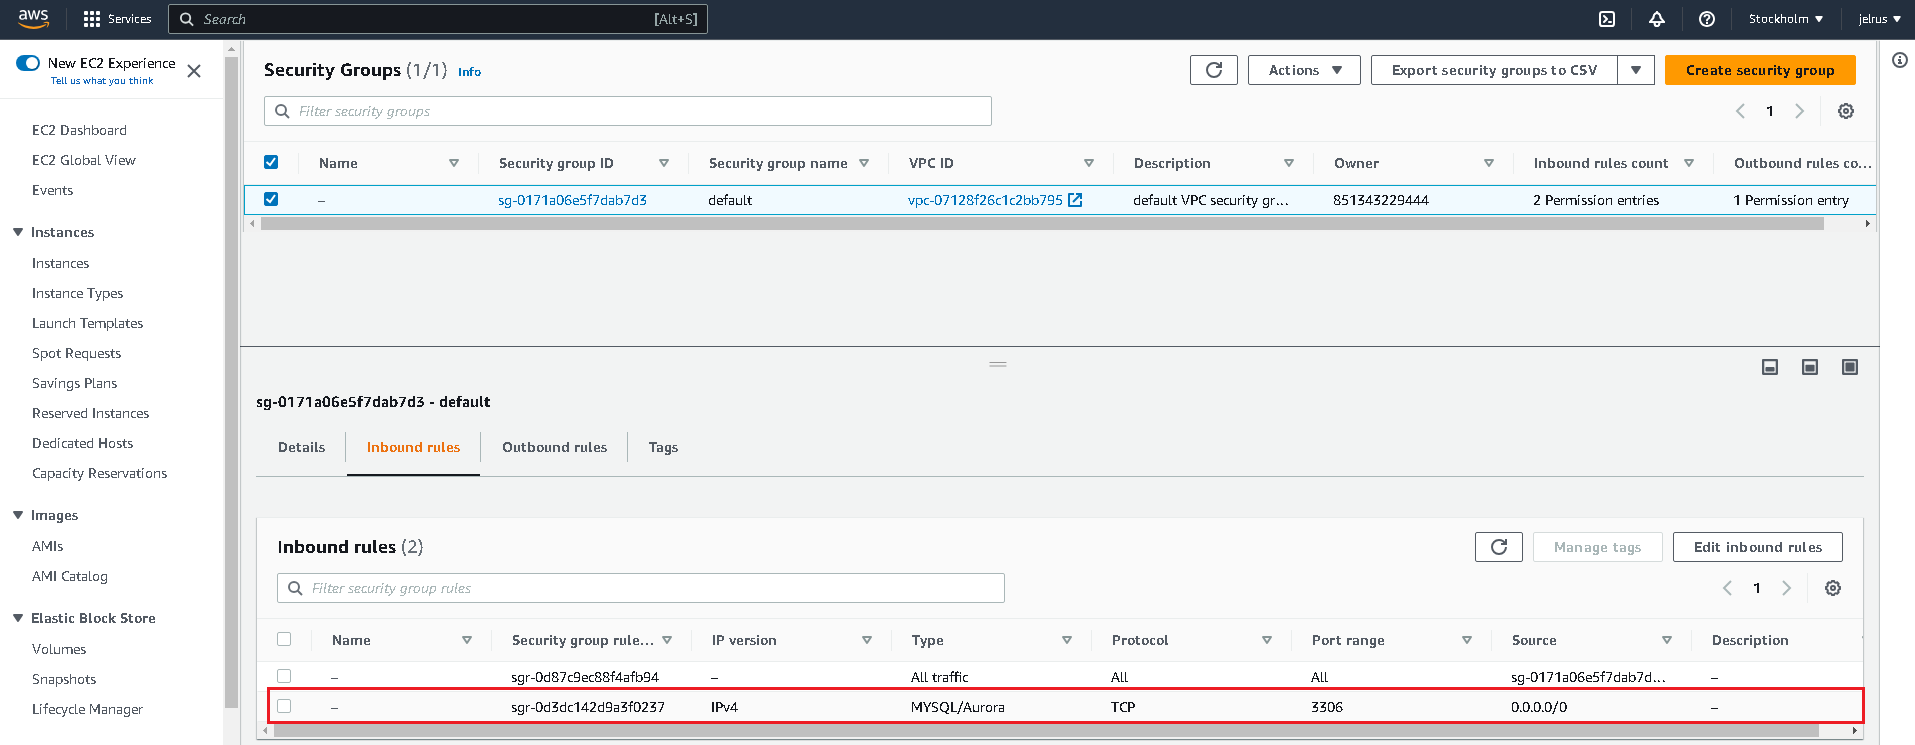 aws Services Search [Alt+S] Stockholm jelrus
New EC2 Experience
Tell us what you think
EC2 Dashboard
EC2 Global View
Events
Instances
Instances
Instance Types
Launch Templates
Spot Requests
Savings Plans
Reserved Instances
Dedicated Hosts
Capacity Reservations
Images
AMIs
AMI Catalog
Elastic Block Store
Volumes
Snapshots
Lifecycle Manager
Security Groups (1/1) Info Actions Export security groups to CSV Create security group
Filter security groups 1
Name Security group ID Security group name VPC ID Description Owner Inbound rules count Outbound rules co...
– sg-0171a06e5f7dab7d3 default vpc-07128f26c1c2bb795 default VPC security gr... 851343229444 2 Permission entries 1 Permission entry
sg-0171a06e5f7dab7d3 - default
Details Inbound rules Outbound rules Tags
Inbound rules (2) Manage tags Edit inbound rules
Filter security group rules 1
Name Security group rule... IP version Type Protocol Port range Source Description
– sgr-0d87c9ec88f4afb94 – All traffic All All sg-0171a06e5f7dab7d... –
– sgr-0d3dc142d9a3f0237 IPv4 MYSQL/Aurora TCP 3306 0.0.0.0/0 –